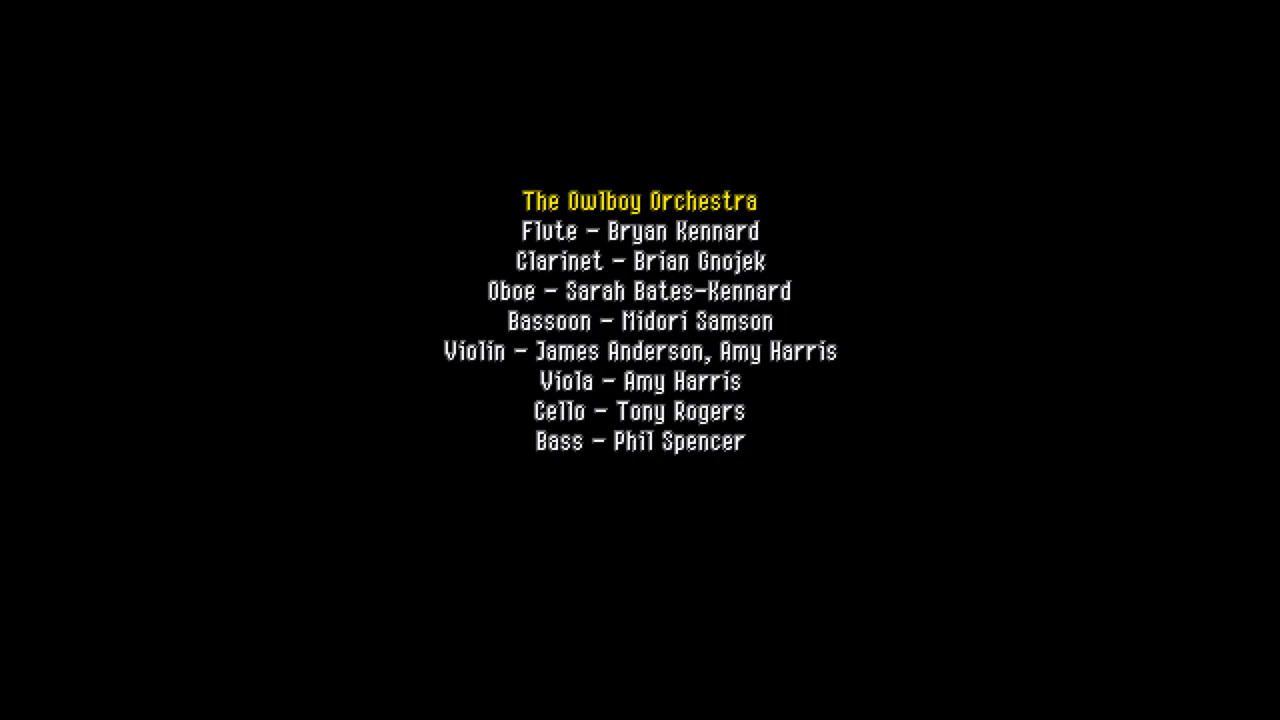 The Owlboy Orchestra
Flute - Bryan Kennard
Clarinet - Brian Gnojek
Oboe - Sarah Bates-Kennard
Bassoon - Midori Samson
Violin - James Anderson, Amy Harris
Viola - Amy Harris
Cello - Tony Rogers
Bass - Phil Spencer